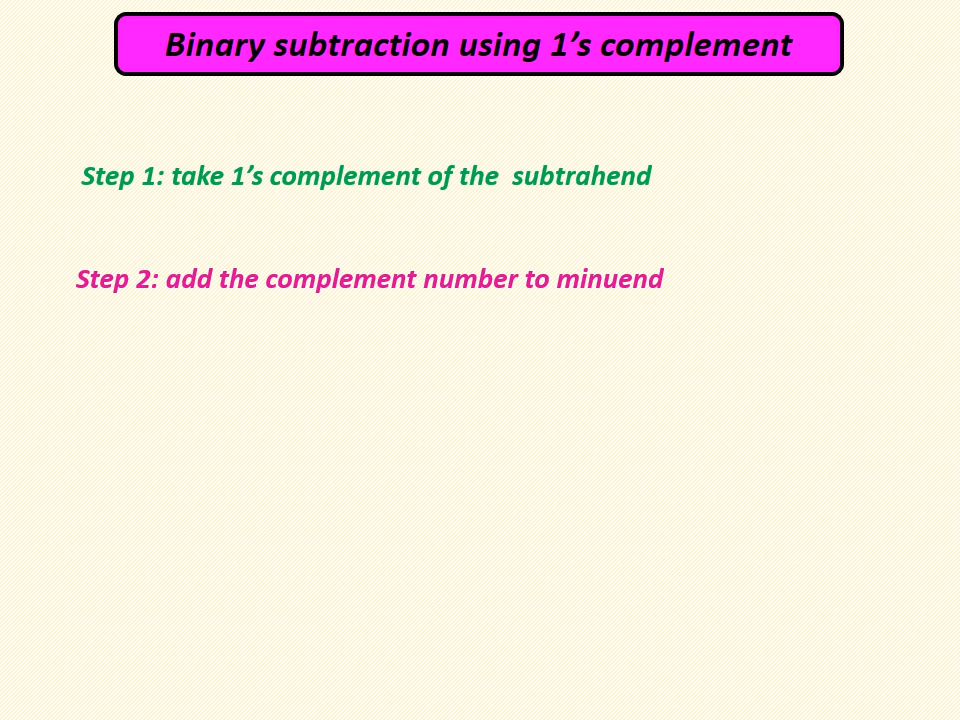 Binary subtraction using 1’s complement
Step 1: take 1’s complement of the  subtrahend
Step 2: add the complement number to minuend